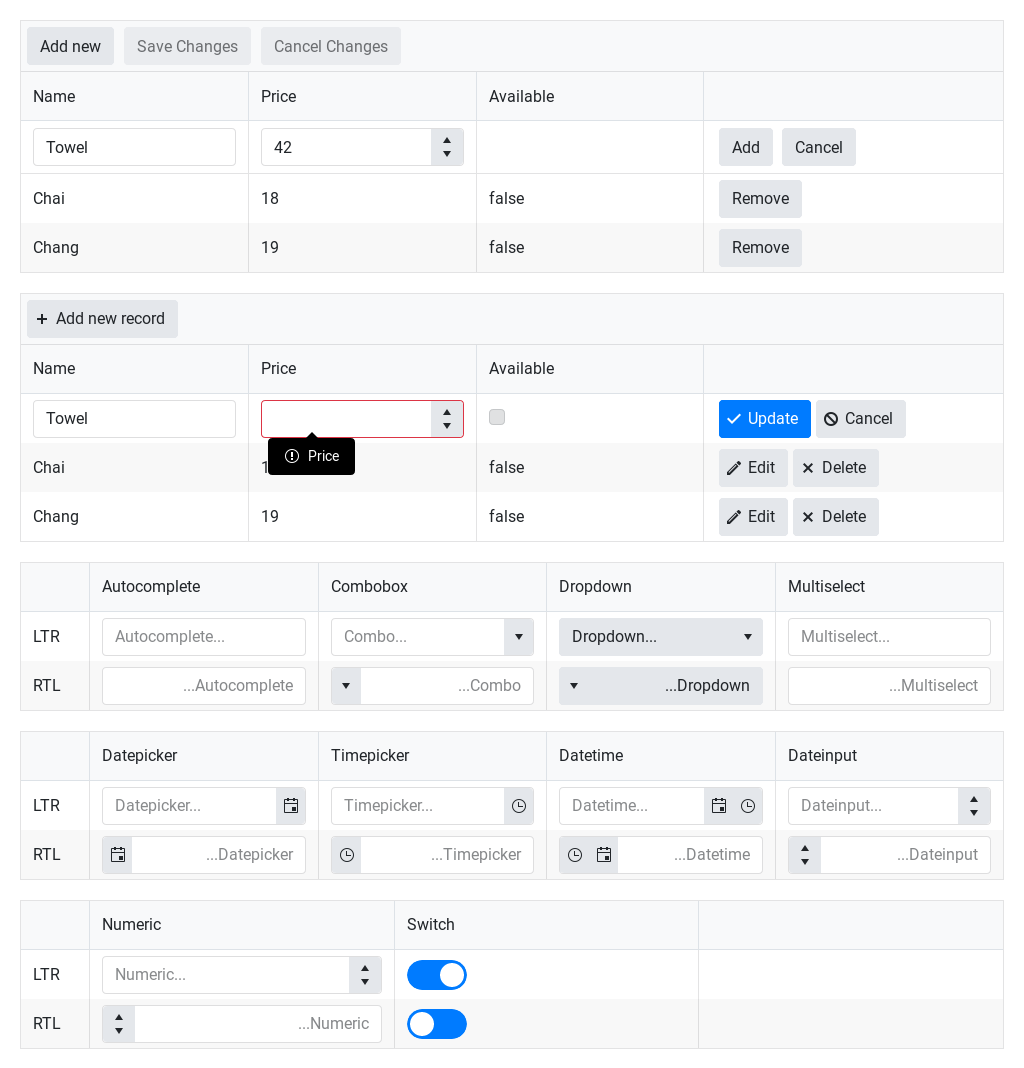 Add new Save Changes Cancel Changes
Name Price Available
Towel 42 Add Cancel
Chai 18 false Remove
Chang 19 false Remove
Add new record
Name Price Available
Towel Update Cancel
Price
Chai 1 false Edit Delete
Chang 19 false Edit Delete
Autocomplete Combobox Dropdown Multiselect
LTR Autocomplete... Combo... Dropdown... Multiselect...
RTL ...Autocomplete ...Combo ...Dropdown ...Multiselect
Datepicker Timepicker Datetime Dateinput
LTR Datepicker... Timepicker... Datetime... Dateinput...
RTL ...Datepicker ...Timepicker ...Datetime ...Dateinput
Numeric Switch
LTR Numeric...
RTL ...Numeric